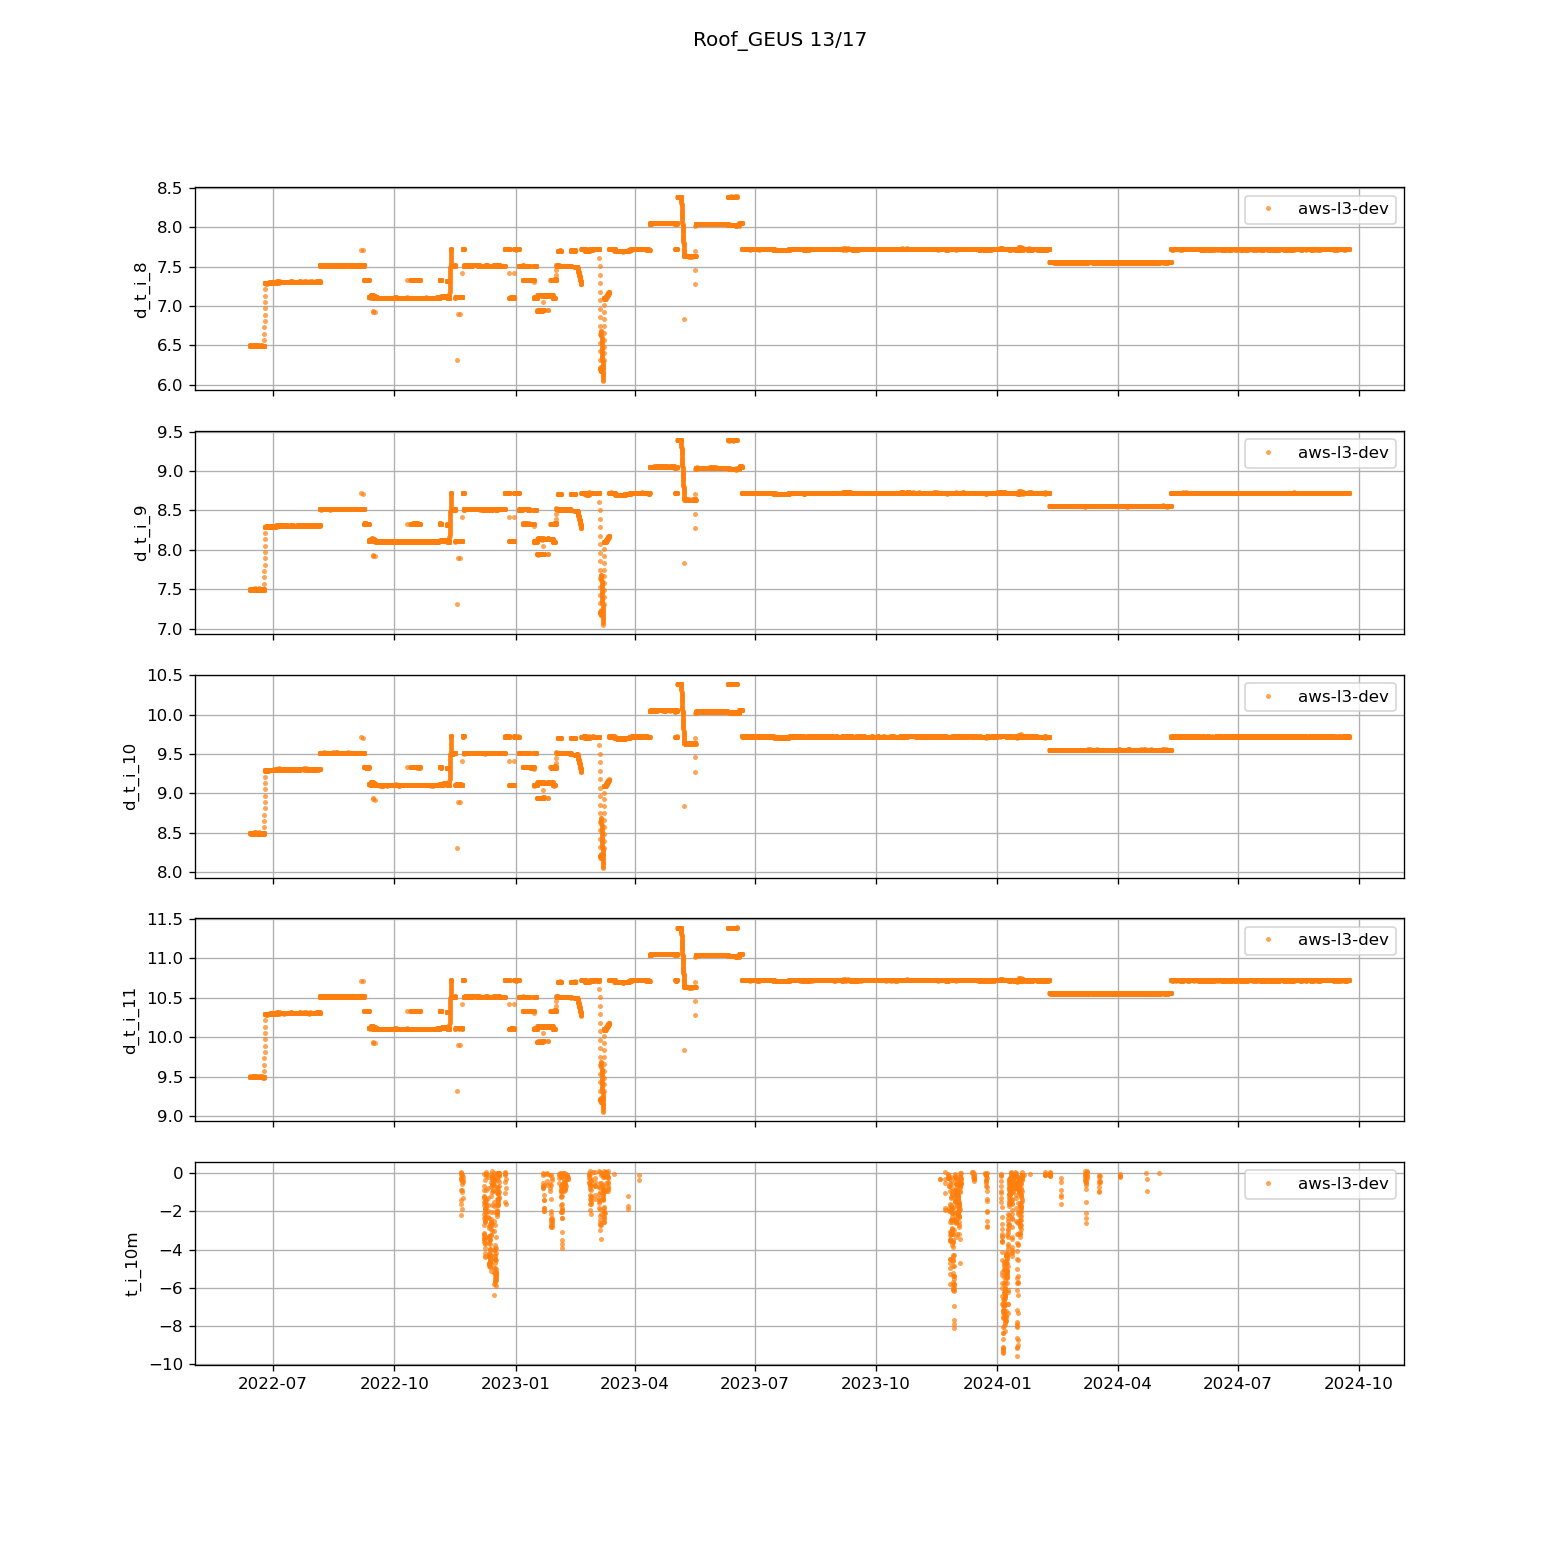 Roof_GEUS 13/17
8.5
8.0
7.5
7.0
6.5
6.0
d_t_i_8
aws-l3-dev
9.5
9.0
8.5
8.0
7.5
7.0
d_t_i_9
aws-l3-dev
10.5
10.0
9.5
9.0
8.5
8.0
d_t_i_10
aws-l3-dev
11.5
11.0
10.5
10.0
9.5
9.0
d_t_i_11
aws-l3-dev
0
−2
−4
−6
−8
−10
t_i_10m
aws-l3-dev
2022-07 2022-10 2023-01 2023-04 2023-07 2023-10 2024-01 2024-04 2024-07 2024-10